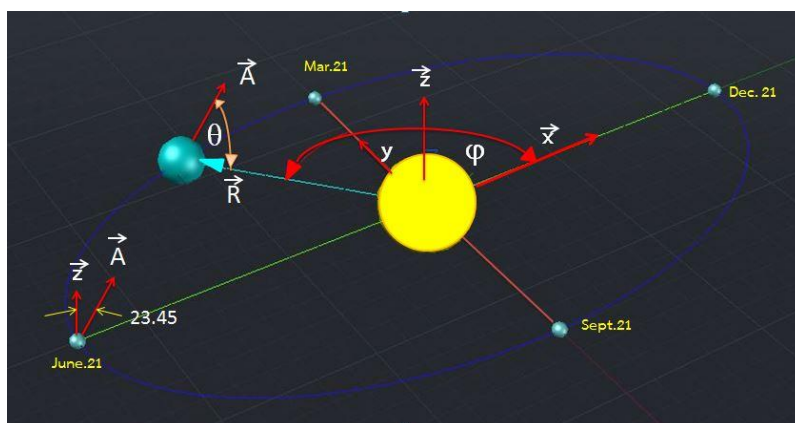 Mar.21
A
z
Dec. 21
θ
x
y
φ
R
z
A
23.45
Sept.21
June.21